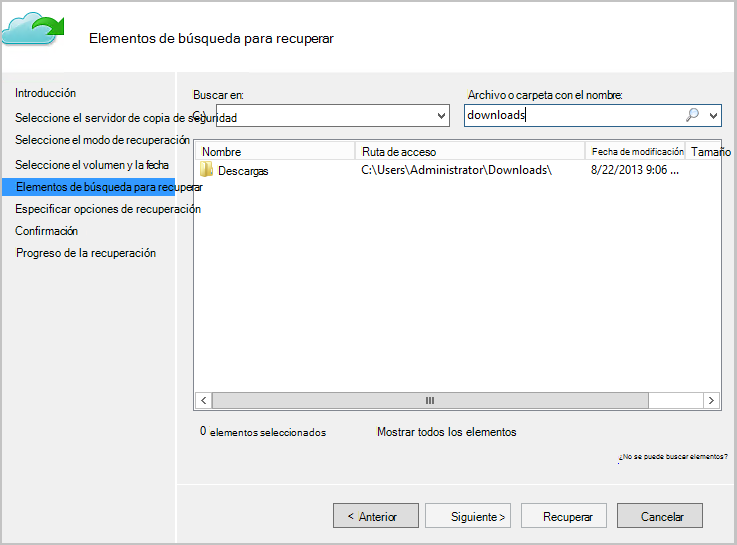 Elementos de búsqueda para recuperar
Introducción
Seleccione el servidor de copia de seguridad
Seleccione el modo de recuperación
Seleccione el volumen y la fecha
Elementos de búsqueda para recuperar
Especificar opciones de recuperación
Confirmación
Progreso de la recuperación
Buscar en:
C:\
Archivo o carpeta con el nombre:
downloads
Nombre Ruta de acceso Fecha de modificación Tamaño
Descargas C:\Users\Administrator\Downloads\ 8/22/2013 9:06 ...
0 elementos seleccionados
Mostrar todos los elementos
¿No se puede buscar elementos?
< Anterior
Siguiente >
Recuperar
Cancelar